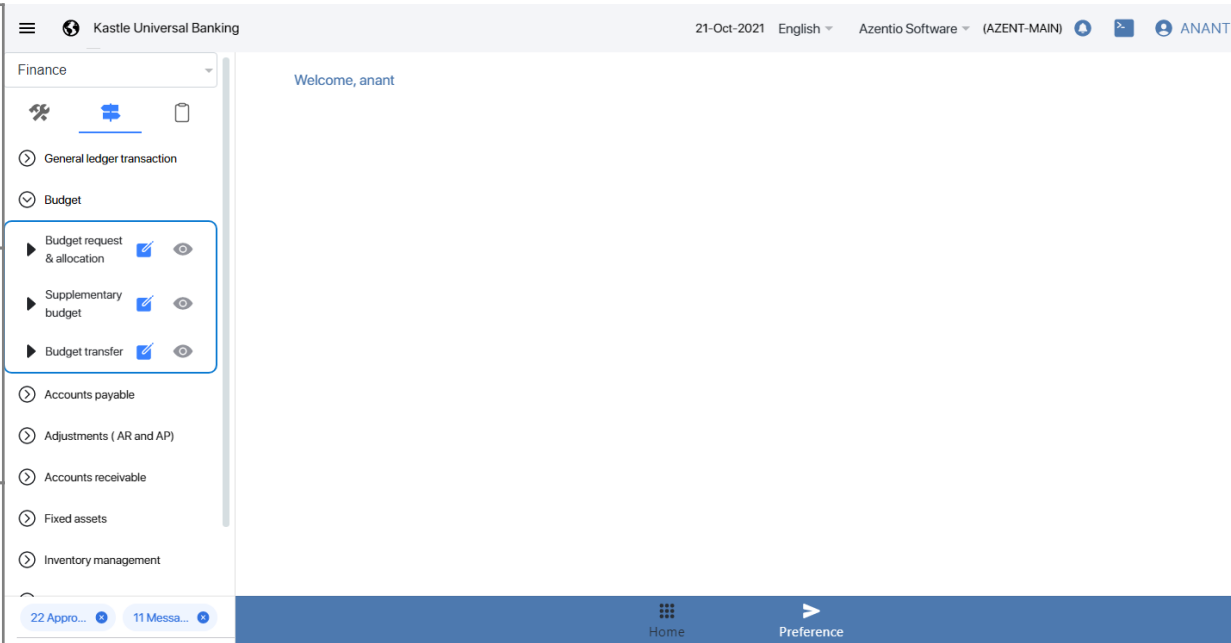 Kastle Universal Banking
21-Oct-2021 English Azentio Software (AZENT-MAIN) ANANT
Finance
Welcome, anant
General ledger transaction
Budget
Budget request
& allocation
Supplementary
budget
Budget transfer
Accounts payable
Adjustments ( AR and AP)
Accounts receivable
Fixed assets
Inventory management
22 Appro...
11 Messa...
Home
Preference